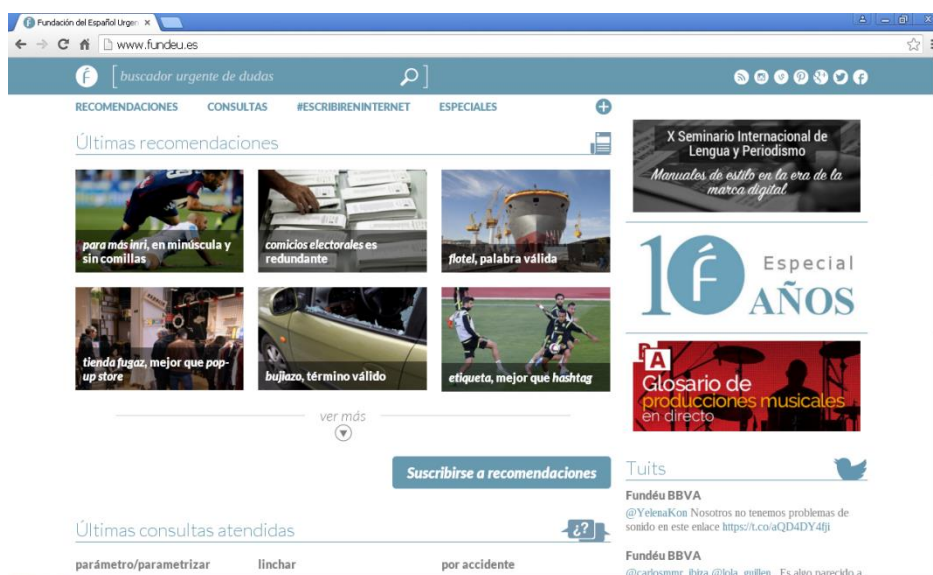 Fundación del Español Urgen
www.fundeu.es
buscador urgente de dudas
RECOMENDACIONES CONSULTAS #ESCRIBIRENINTERNET ESPECIALES
Últimas recomendaciones
para más inri, en minúscula y
sin comillas
comicios electorales es
redundante
flotel, palabra válida
tienda fugaz, mejor que pop-
up store
bujiazo, término válido
etiqueta, mejor que hashtag
ver más
Suscribirse a recomendaciones
Últimas consultas atendidas
¿?
parámetro/parametrizar linchar por accidente
X Seminario Internacional de
Lengua y Periodismo
Manuales de estilo en la era de la
marca digital
10 É Especial
AÑOS
Glosario de
producciones musicales
en directo
Tuits
Fundéu BBVA
@YelenaKon Nosotros no tenemos problemas de
sonido en este enlace https://t.co/aQD4DY4fji
Fundéu BBVA
@carlosmmr_ibiza @lola_guillen_ Es algo parecido a